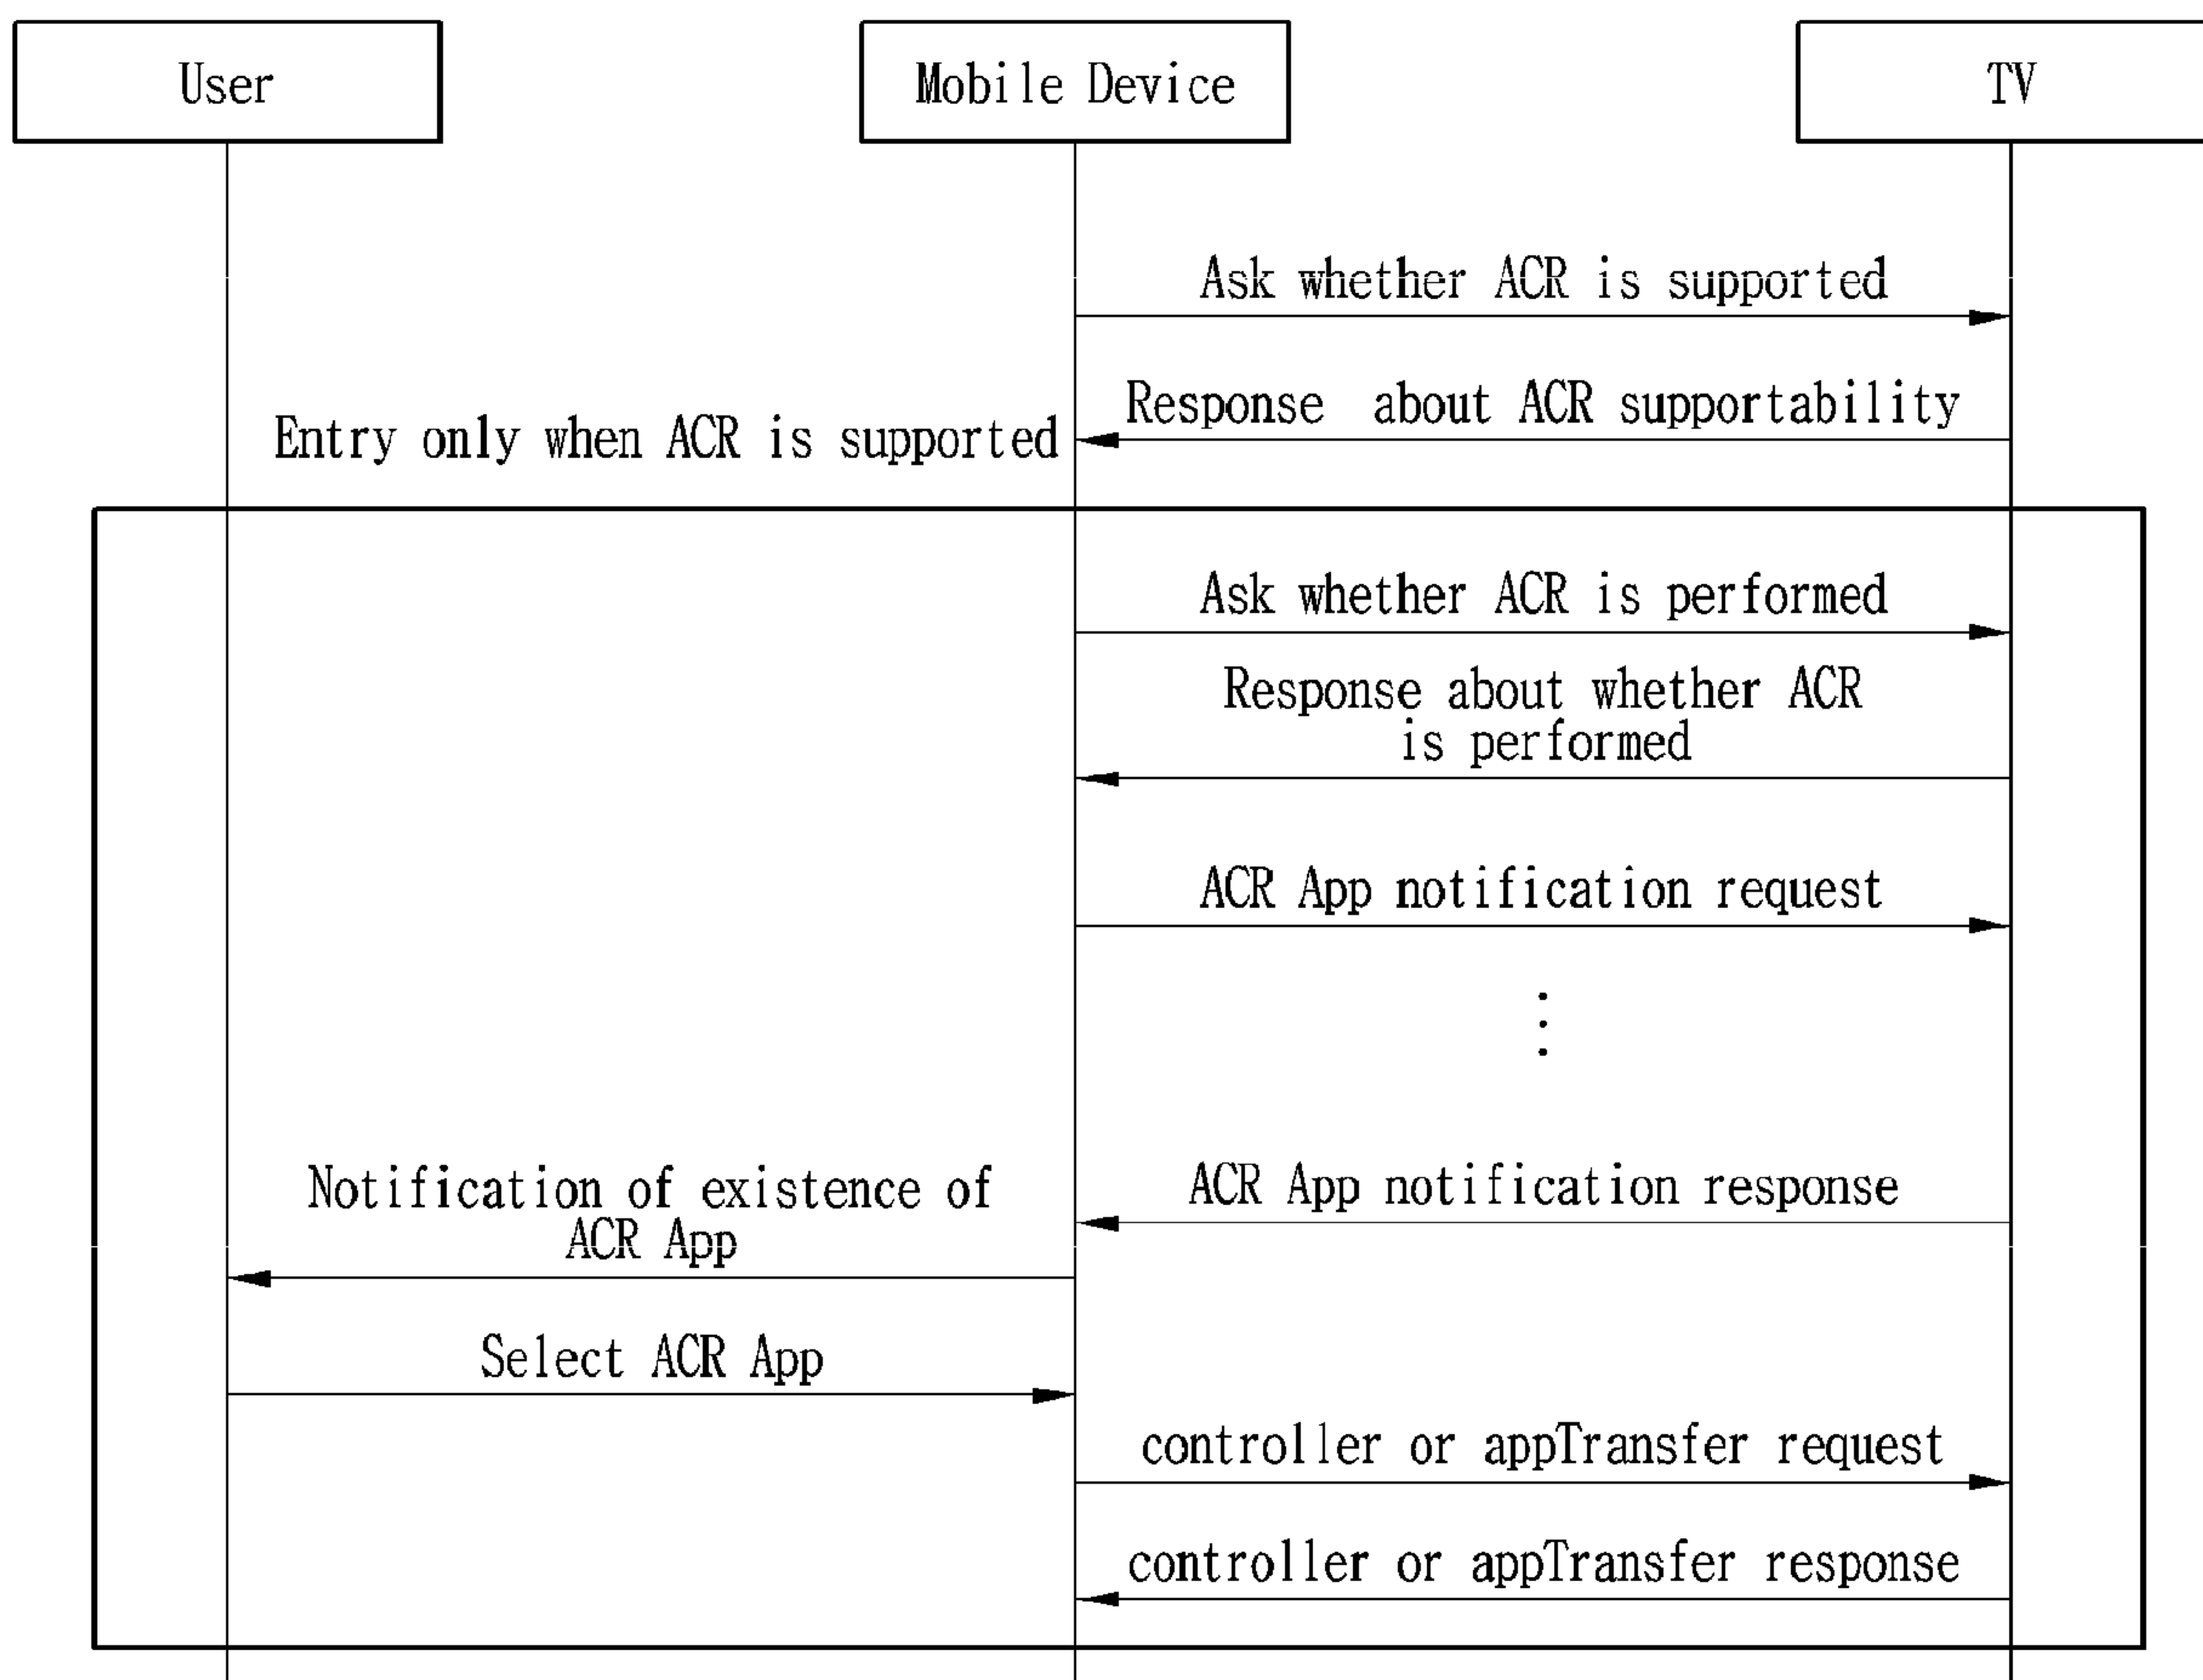 User
Mobile Device
TV
Ask whether ACR is supported
Response about ACR supportability
Entry only when ACR is supported
Ask whether ACR is performed
Response about whether ACR
is performed
ACR App notification request
ACR App notification response
Notification of existence of
ACR App
Select ACR App
controller or appTransfer request
controller or appTransfer response